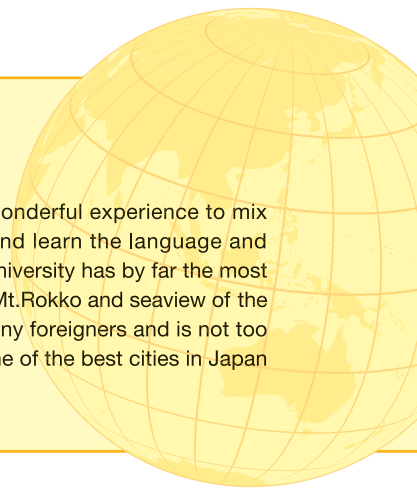 onderful experience to mix
nd learn the language and
niversity has by far the most
Mt.Rokko and seaview of the
ny foreigners and is not too
e of the best cities in Japan